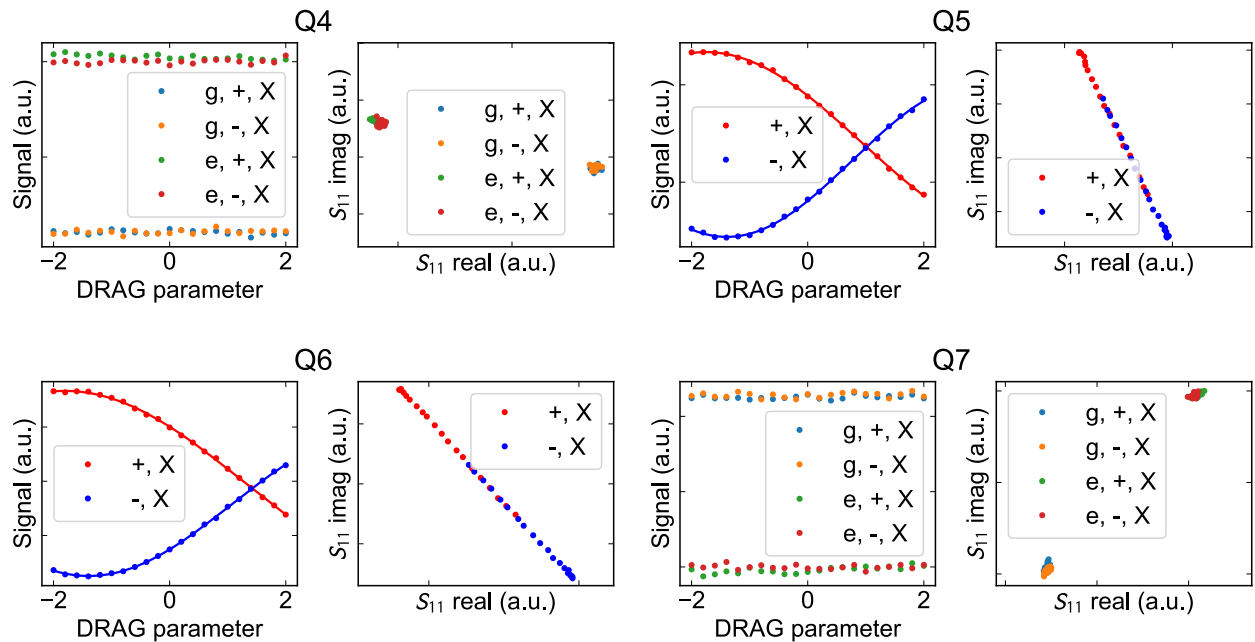 Q4
Signal (a.u.)
g, +, X
g, -, X
e, +, X
e, -, X
−2 0 2
DRAG parameter
S11 imag (a.u.)
g, +, X
g, -, X
e, +, X
e, -, X
S11 real (a.u.)
Q5
Signal (a.u.)
+, X
-, X
−2 0 2
DRAG parameter
S11 imag (a.u.)
+, X
-, X
S11 real (a.u.)
Q6
Signal (a.u.)
+, X
-, X
−2 0 2
DRAG parameter
S11 imag (a.u.)
+, X
-, X
S11 real (a.u.)
Q7
Signal (a.u.)
g, +, X
g, -, X
e, +, X
e, -, X
−2 0 2
DRAG parameter
S11 imag (a.u.)
g, +, X
g, -, X
e, +, X
e, -, X
S11 real (a.u.)